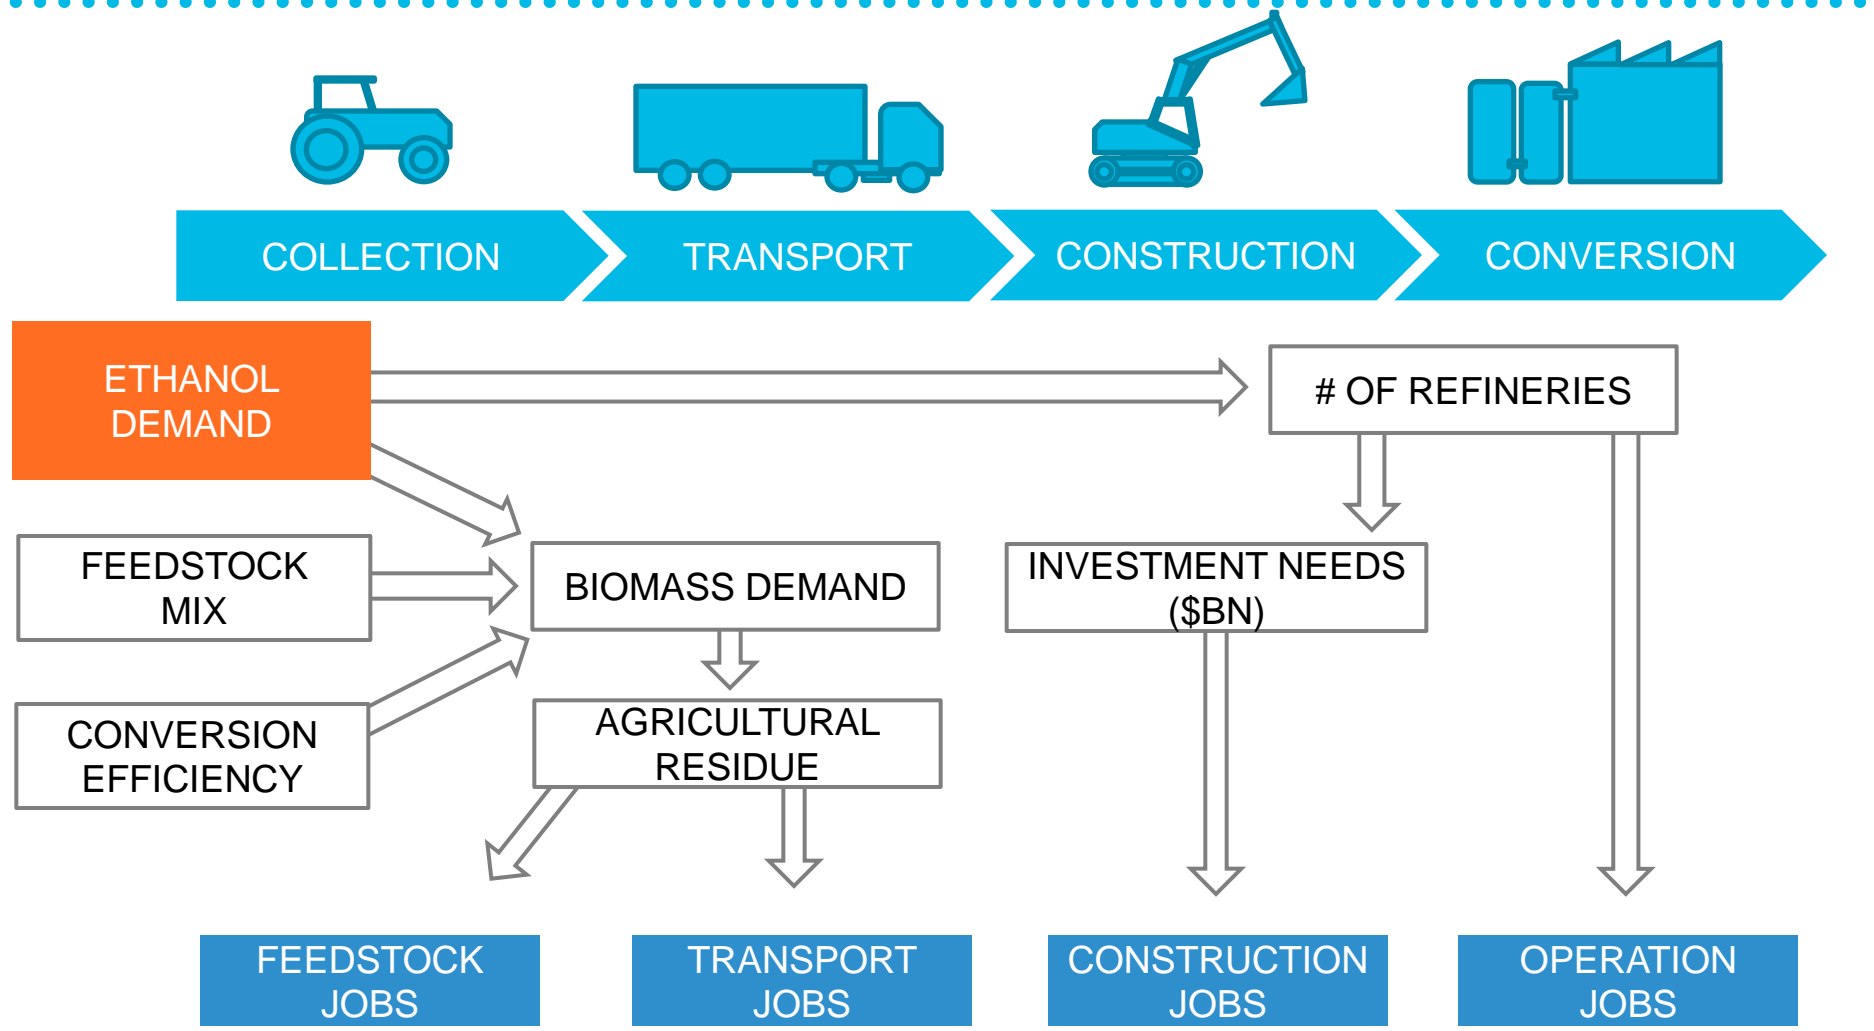 COLLECTION
TRANSPORT
CONSTRUCTION
CONVERSION
ETHANOL
DEMAND
# OF REFINERIES
FEEDSTOCK
MIX
BIOMASS DEMAND
INVESTMENT NEEDS
($BN)
CONVERSION
EFFICIENCY
AGRICULTURAL
RESIDUE
FEEDSTOCK
JOBS
TRANSPORT
JOBS
CONSTRUCTION
JOBS
OPERATION
JOBS